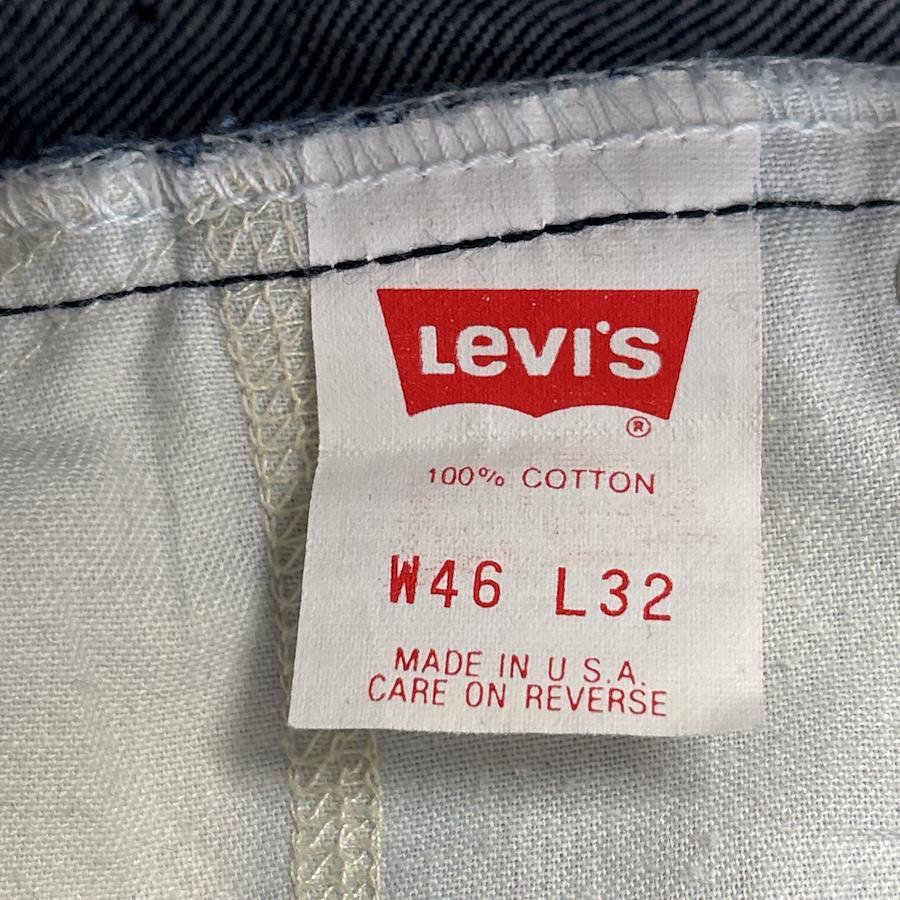 LEVI'S
®
100% COTTON
W46 L32
MADE IN U S.A.
CARE ON REVERSE